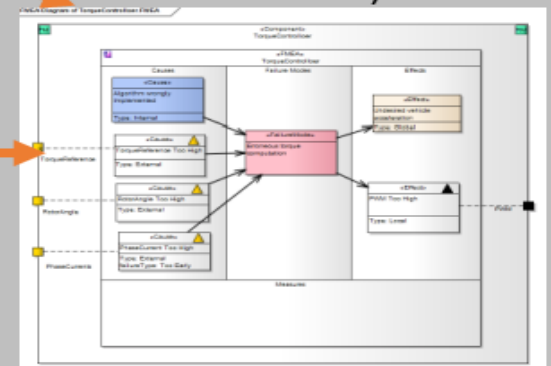 FMEA Diagram of TorqueController FMEA
«Component»
TorqueController
«FMEA»
TorqueController
Causes
Failure Modes
Effects
«Cause»
Algorithm wrongly
implemented
Type: Internal
«Effect»
Undesired vehicle
acceleration
Type: Global
«FailureMode»
Erroneous torque
computation
«Cause»
TorqueReference Too High
Type: External
TorqueReference
«Cause»
RotorAngle Too High
Type: External
RotorAngle
«Effect»
PWM Too High
Type: Local
«Cause»
PhaseCurrent Too High
Type: External
failureType: Too Early
PhaseCurrents
Measures